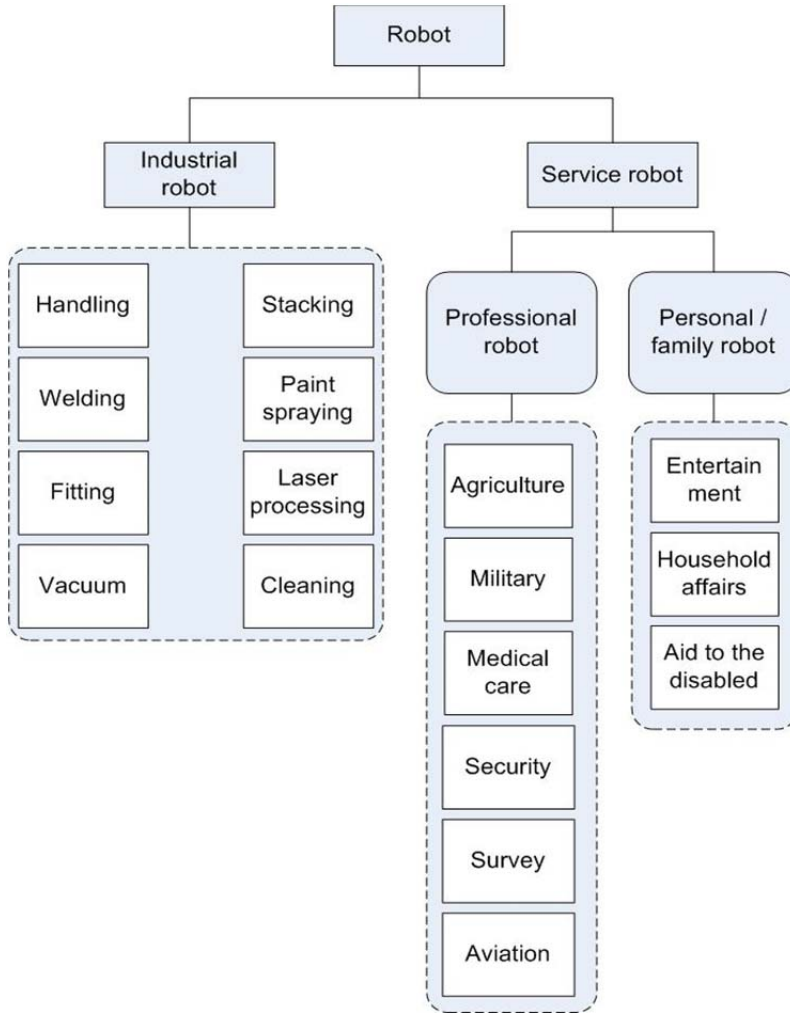 Robot
Industrial
robot
Service robot
Handling
Stacking
Welding
Paint
spraying
Fitting
Laser
processing
Vacuum
Cleaning
Professional
robot
Personal /
family robot
Agriculture
Military
Medical
care
Security
Survey
Aviation
Entertain
ment
Household
affairs
Aid to the
disabled